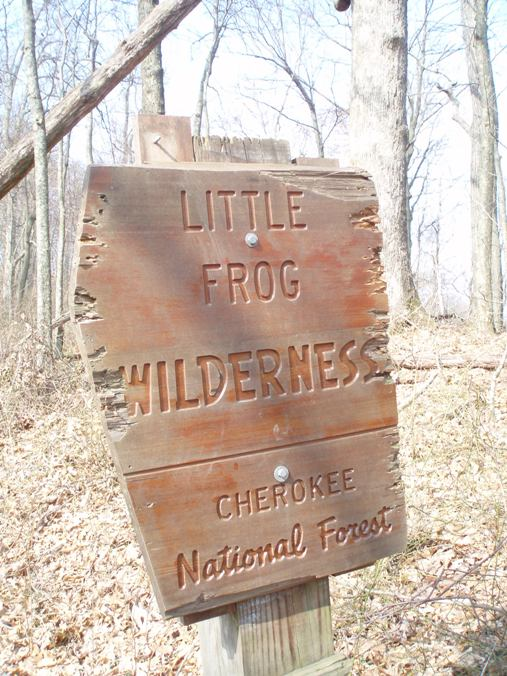 LITTLE
FROG
WILDERNESS
CHEROKEE
National Forest